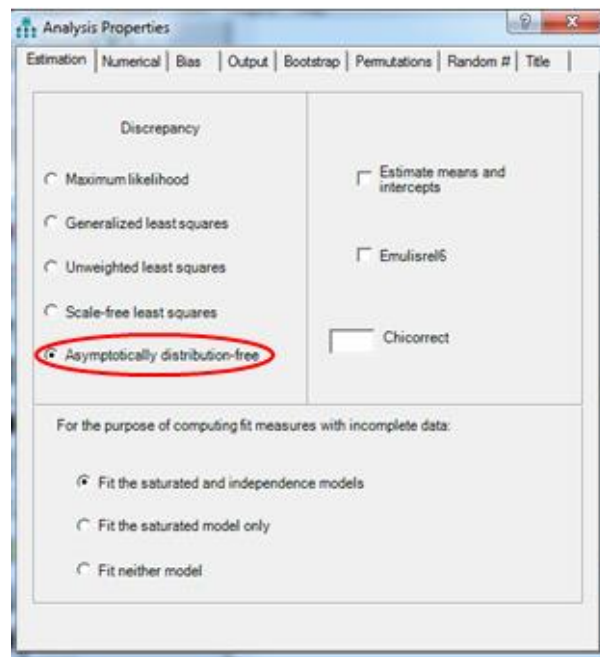 Analysis Properties
Estimation | Numerical | Bias | Output | Bootstrap | Permutations | Random # | Title
Discrepancy
Maximum likelihood
Generalized least squares
Unweighted least squares
Scale-free least squares
Asymptotically distribution-free
Estimate means and
intercepts
Emulisrel6
Chicorrect
For the purpose of computing fit measures with incomplete data:
Fit the saturated and independence models
Fit the saturated model only
Fit neither model